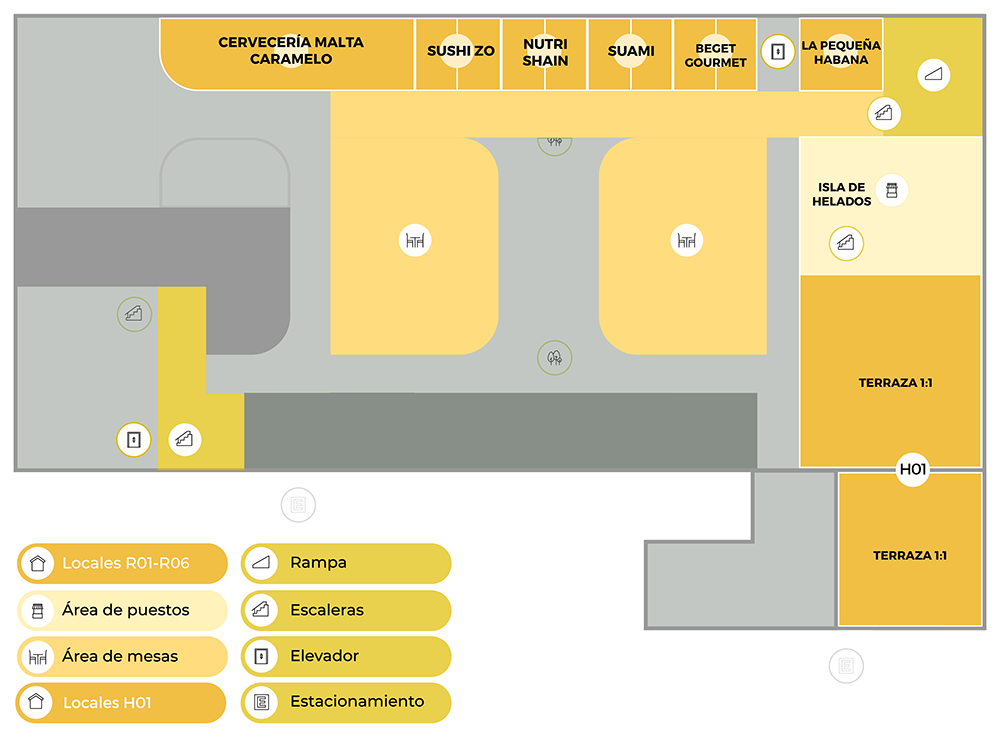 CERVECERÍA MALTA
CARAMELO
SUSHI ZO
NUTRI
SHAIN
SUAMI
BEGET
GOURMET
LA PEQUEÑA
HABANA
ISLA DE
HELADOS
TERRAZA 1:1
H01
TERRAZA 1:1
E
E
Locales R01-R06
Rampa
Área de puestos
Escaleras
Área de mesas
Elevador
Locales H01
E
Estacionamiento